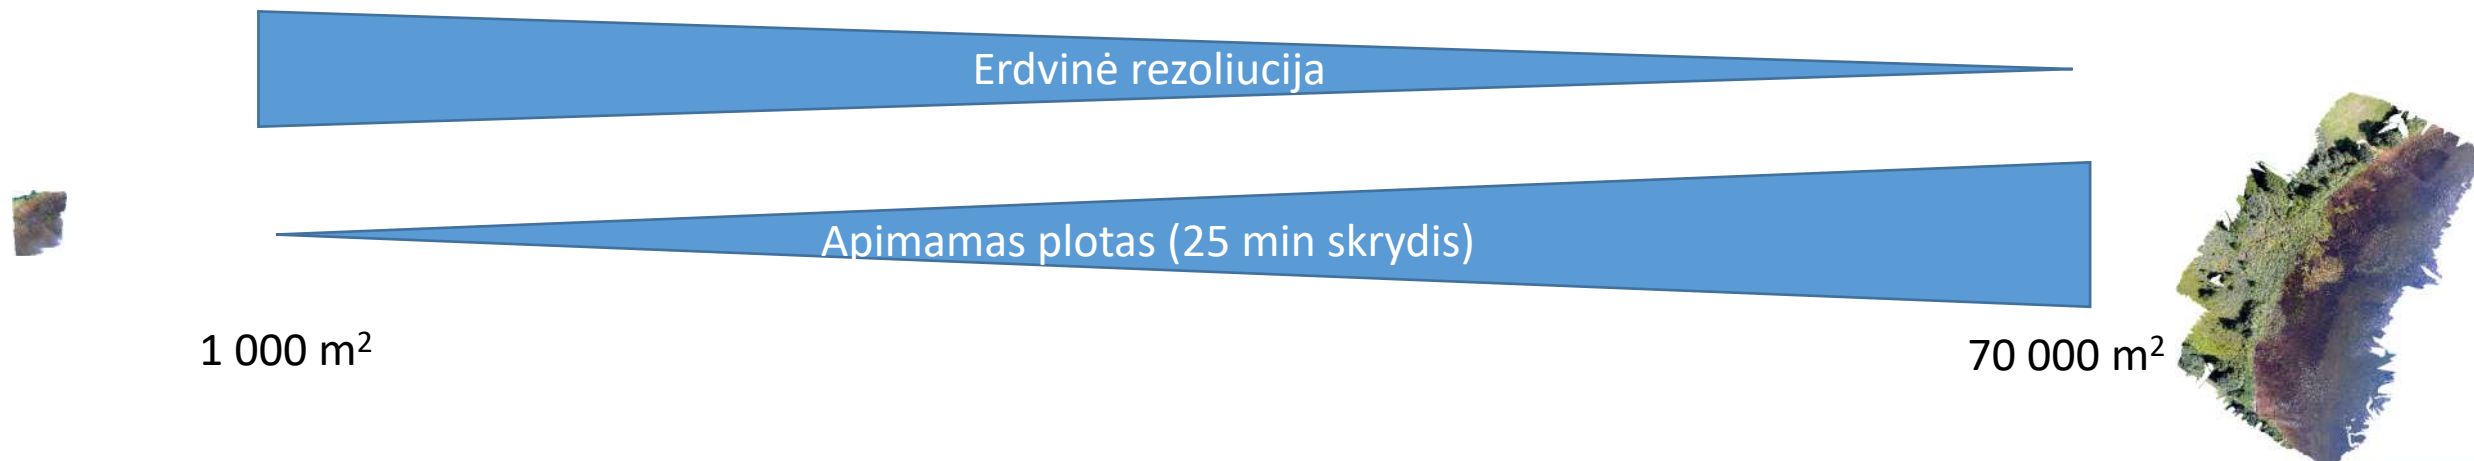 Erdvinė rezoliucija
Apimamas plotas (25 min skrydis)
1 000 m²
70 000 m²